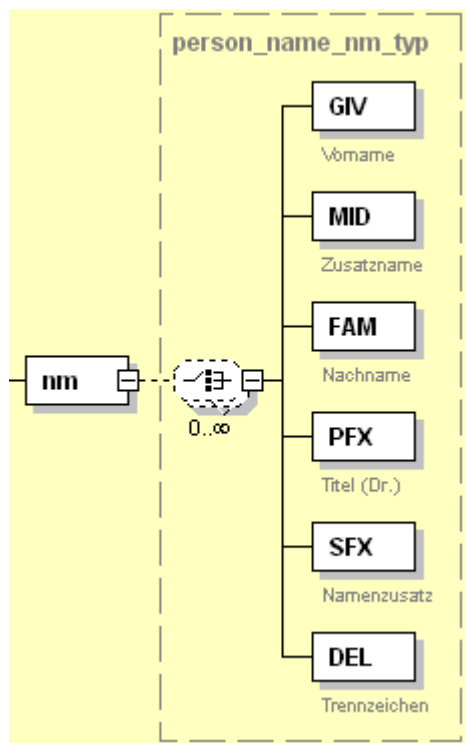 person_name_nm_typ
GIV
Vorname
MID
Zusatzname
FAM
Nachname
nm
0..∞
PFX
Titel (Dr.)
SFX
Namenzusatz
DEL
Trennzeichen